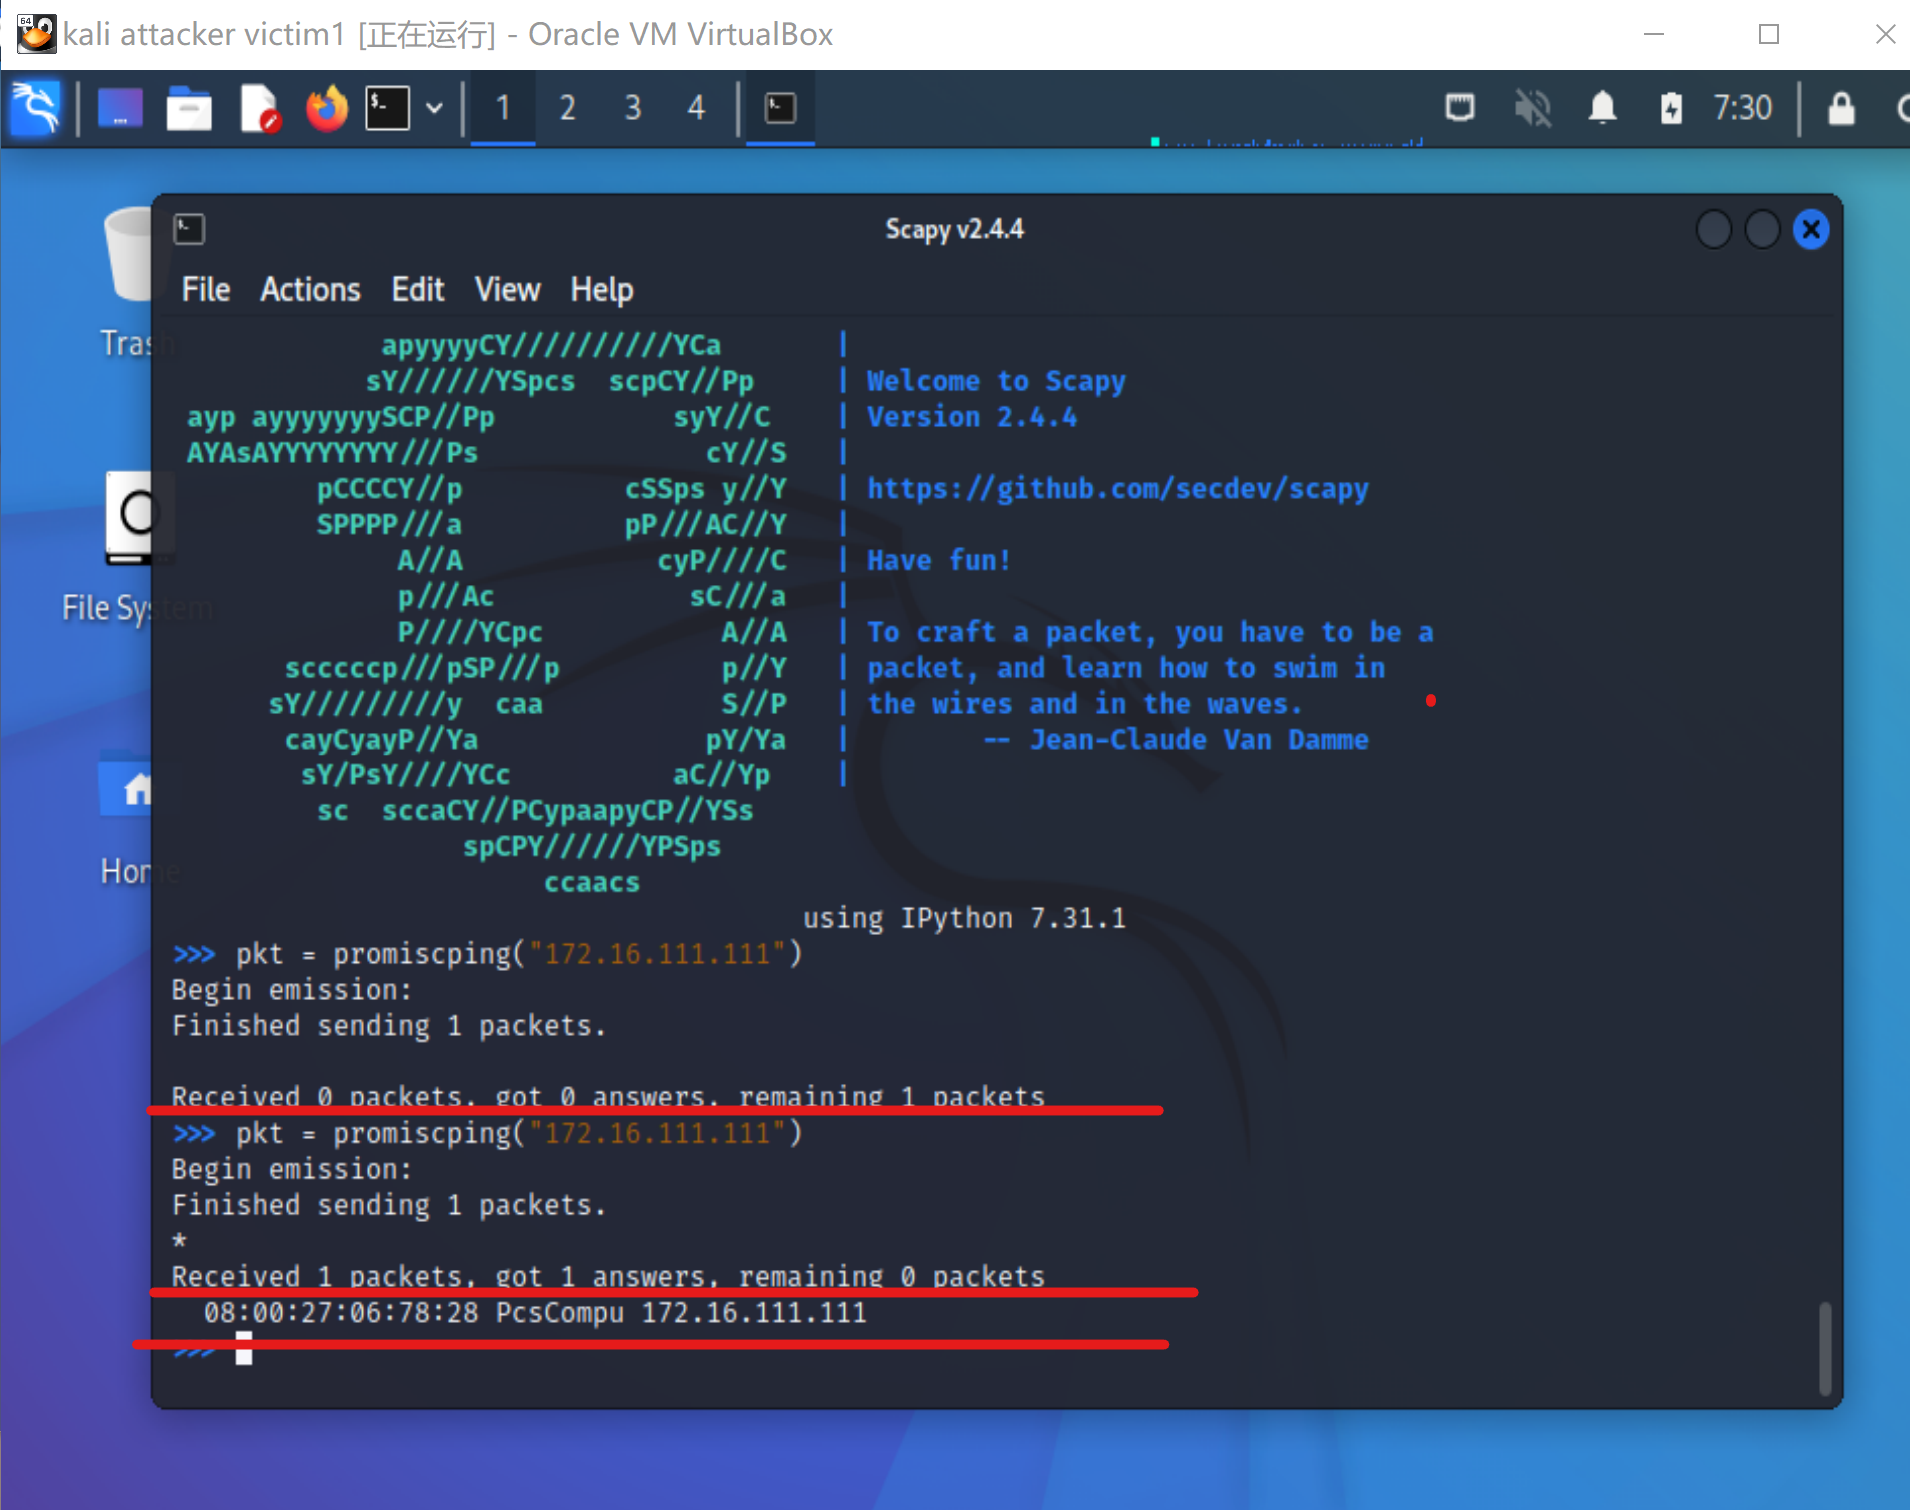 kali attacker victim1 [正在运行] - Oracle VM VirtualBox
1 2 3 4 7:30
Scapy v2.4.4
File Actions Edit View Help
Trash
File System
Home
apyyyyCY//////////YCa |
sY//////YSpcs scpCY//Pp | Welcome to Scapy
ayp ayyyyyyySCP//Pp syY//C | Version 2.4.4
AYAsAYYYYYYYY///Ps cY//S |
pCCCCY//p cSSps y//Y | https://github.com/secdev/scapy
SPPPP///a pP///AC//Y |
A//A cyP////C | Have fun!
p///Ac sC///a |
P////YCpc A//A | To craft a packet, you have to be a
scccccp///pSP///p p//Y | packet, and learn how to swim in
sY/////////y caa S//P | the wires and in the waves.
cayCyayP//Ya pY/Ya | -- Jean-Claude Van Damme
sY/PsY////YCc aC//Yp |
sc sccaCY//PCypaapyCP//YSs
spCPY//////YPSps
ccaacs
using IPython 7.31.1
>>> pkt = promiscping("172.16.111.111")
Begin emission:
Finished sending 1 packets.
Received 0 packets, got 0 answers, remaining 1 packets
>>> pkt = promiscping("172.16.111.111")
Begin emission:
Finished sending 1 packets.
*
Received 1 packets, got 1 answers, remaining 0 packets
08:00:27:06:78:28 PcsCompu 172.16.111.111
>>>